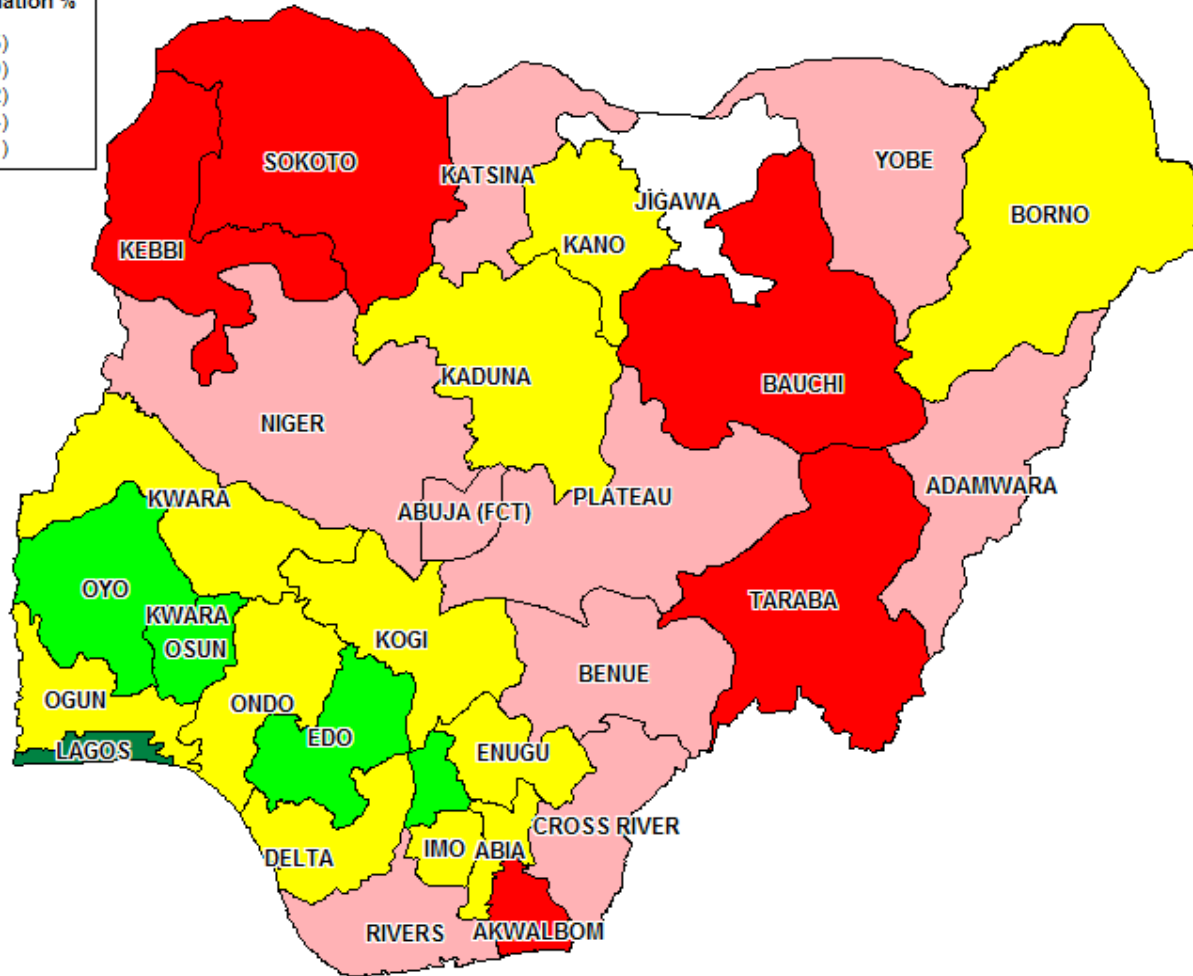 %
)
)
)
)
)
SOKOTO
KATSINA
YOBE
JIGAWA
BORNO
KEBBI
KANO
KADUNA
BAUCHI
NIGER
ADAMWARA
KWARA
ABUJA (FCT)
PLATEAU
OYO
TARABA
KWARA
OSUN
KOGI
BENUE
OGUN
ONDO
EDO
LAGOS
ENUGU
CROSS RIVER
DELTA
IMO
ABIA
RIVERS
AKWALBOM